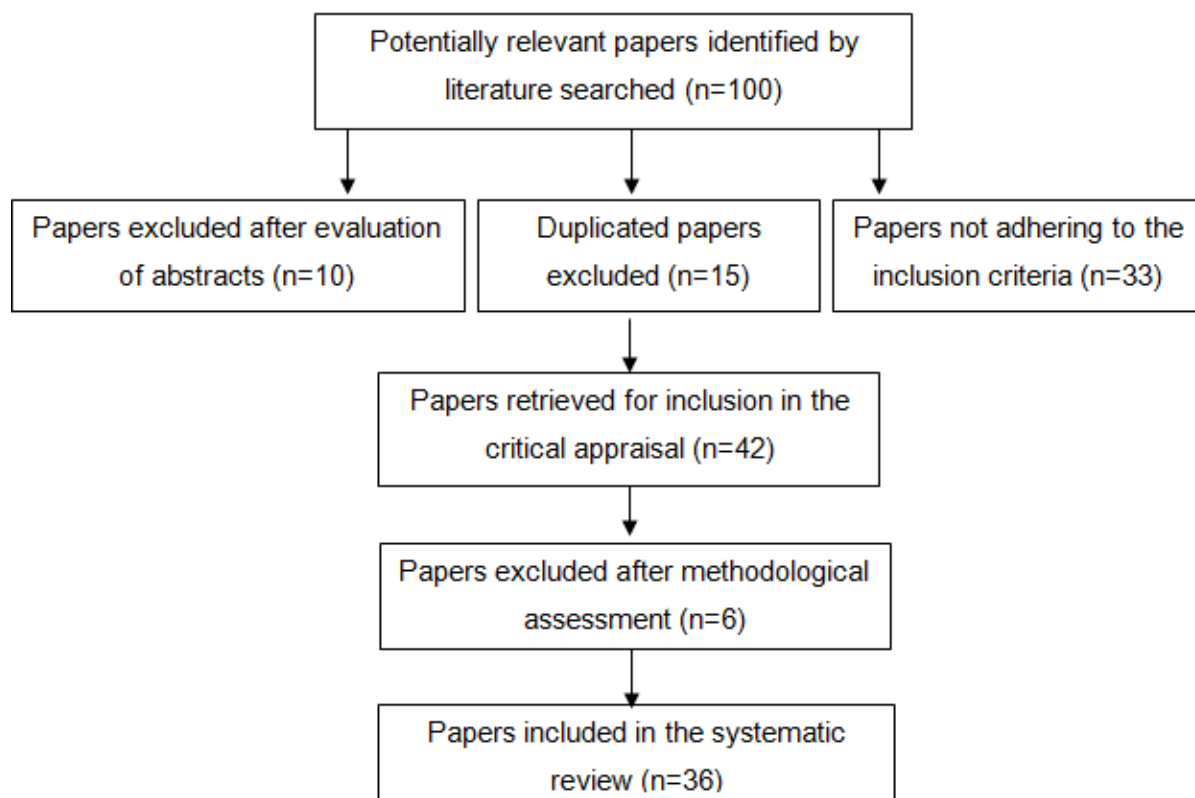 Potentially relevant papers identified by
literature searched (n=100)
Papers excluded after evaluation
of abstracts (n=10)
Duplicated papers
excluded (n=15)
Papers not adhering to the
inclusion criteria (n=33)
Papers retrieved for inclusion in the
critical appraisal (n=42)
Papers excluded after methodological
assessment (n=6)
Papers included in the systematic
review (n=36)